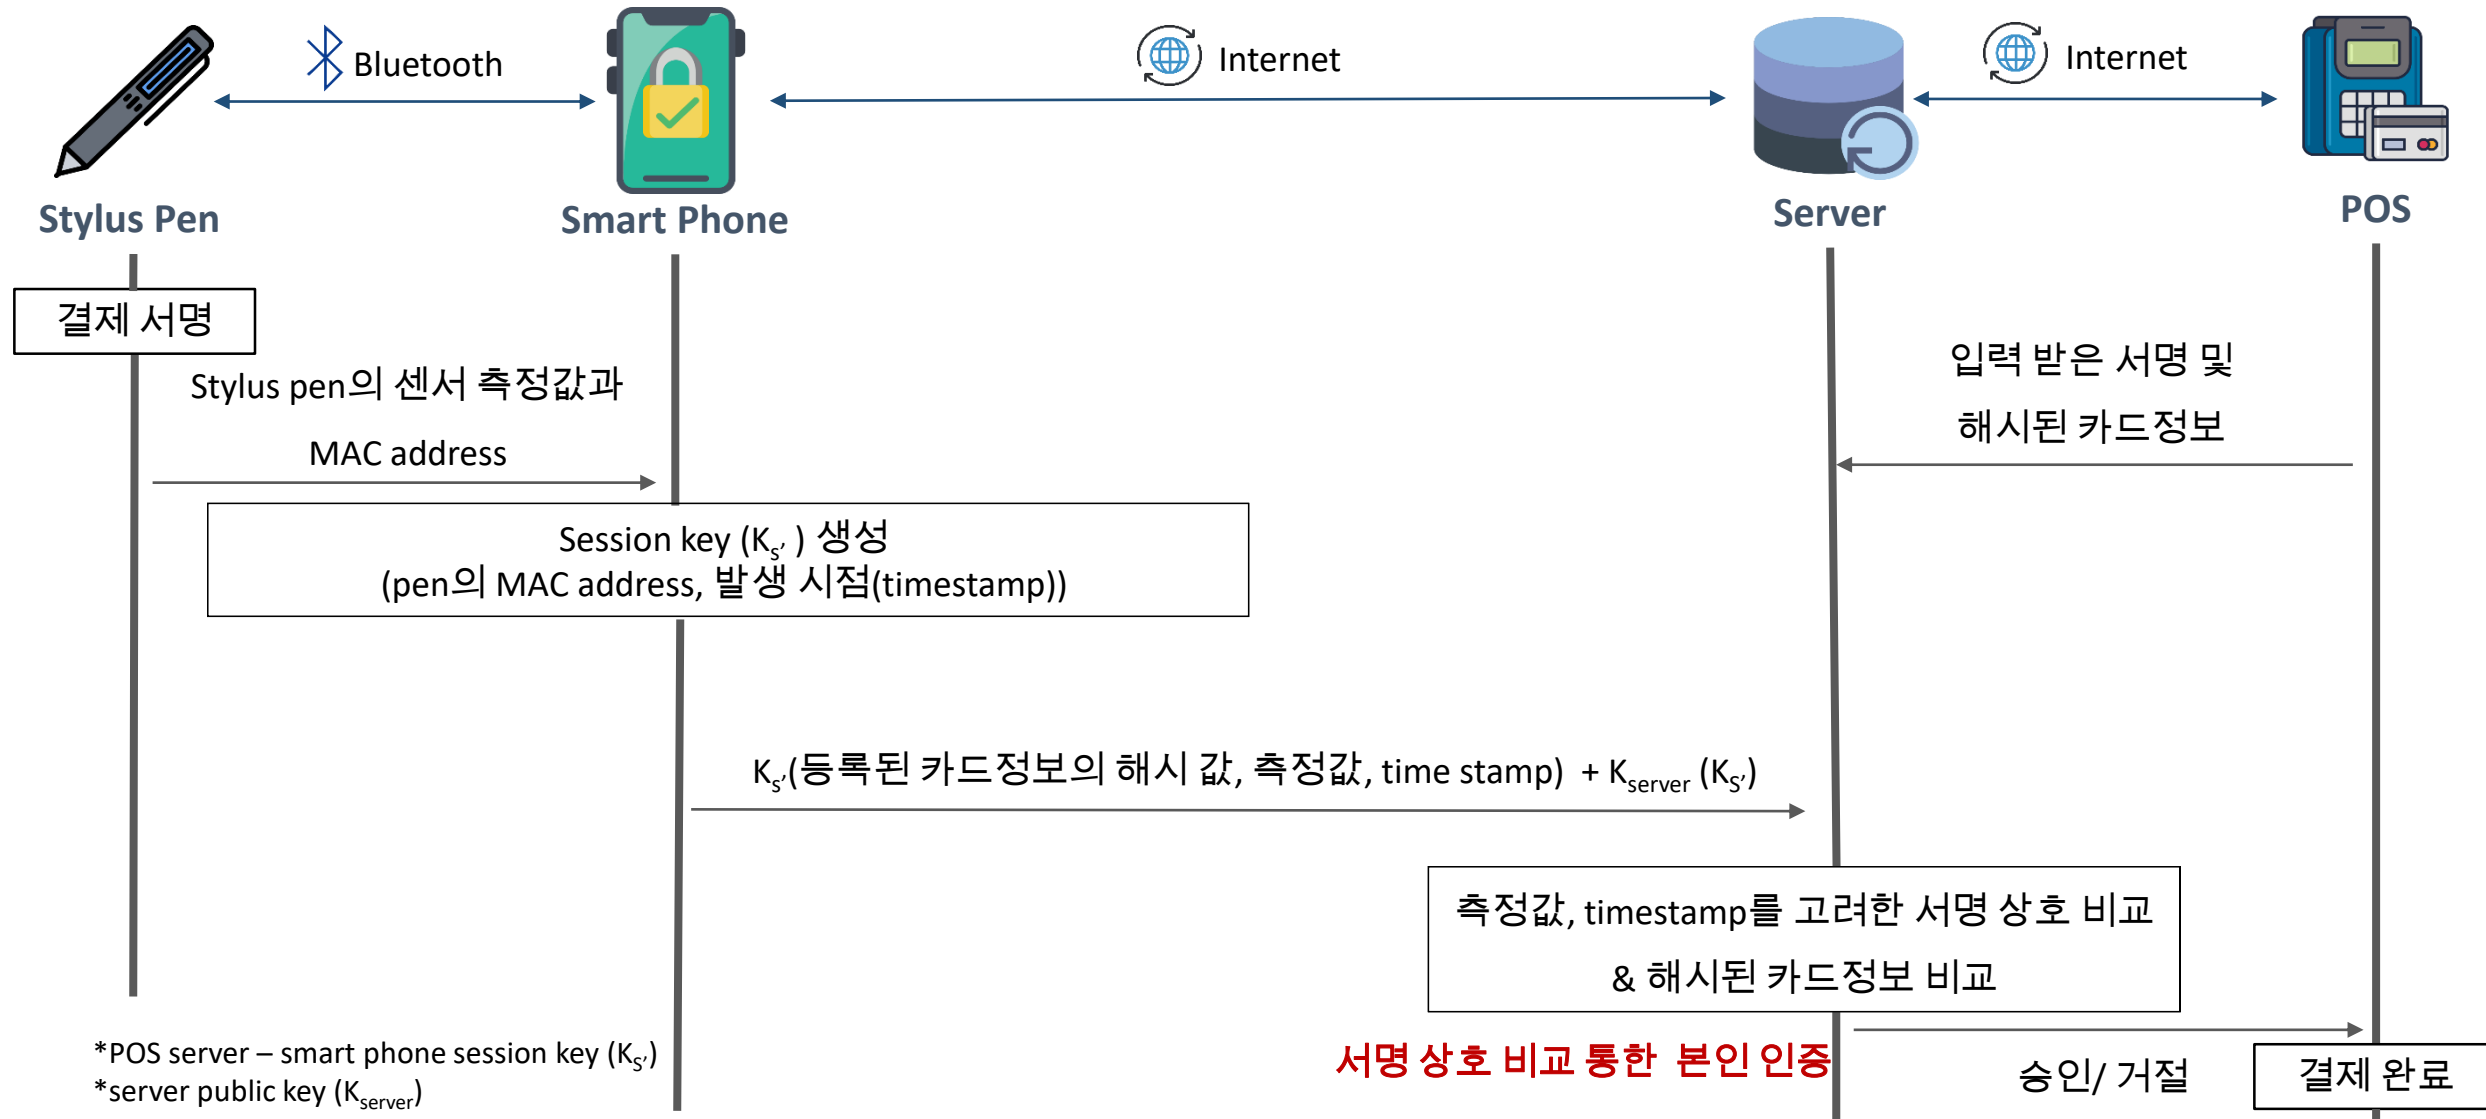 Bluetooth
Internet
Internet
Stylus Pen
Smart Phone
Server
POS
결제 서명
Stylus pen의 센서 측정값과
MAC address
입력 받은 서명 및
해시된 카드정보
Session key (Ks’ ) 생성
(pen의 MAC address, 발생 시점(timestamp))
Ks’(등록된 카드정보의 해시 값, 측정값, time stamp) + Kserver (KS’)
측정값, timestamp를 고려한 서명 상호 비교
& 해시된 카드정보 비교
서명 상호 비교 통한 본인 인증
승인/ 거절
결제 완료
*POS server – smart phone session key (KS’)
*server public key (Kserver)